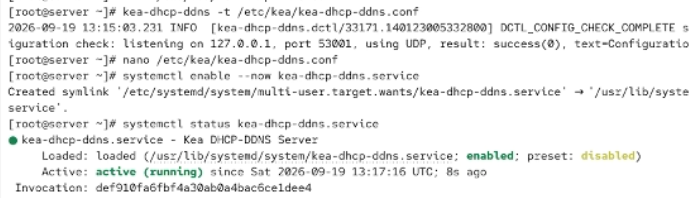 [root@server ~]# kea-dhcp-ddns -t /etc/kea/kea-dhcp-ddns.conf
2026-09-19 13:15:03.231 INFO  [kea-dhcp-ddns.dctl/33171.140123005332800] DCTL_CONFIG_CHECK_COMPLETE s
iguration check: listening on 127.0.0.1, port 53001, using UDP, result: success(0), text=Configuratio
[root@server ~]# nano /etc/kea/kea-dhcp-ddns.conf
[root@server ~]# systemctl enable --now kea-dhcp-ddns.service
Created symlink '/etc/systemd/system/multi-user.target.wants/kea-dhcp-ddns.service' → '/usr/lib/syste
service'.
[root@server ~]# systemctl status kea-dhcp-ddns.service
● kea-dhcp-ddns.service - Kea DHCP-DDNS Server
Loaded: loaded (/usr/lib/systemd/system/kea-dhcp-ddns.service; enabled; preset: disabled)
Active: active (running) since Sat 2026-09-19 13:17:16 UTC; 8s ago
Invocation: def910fa6fbf4a30ab0a4bac6ce1dee4